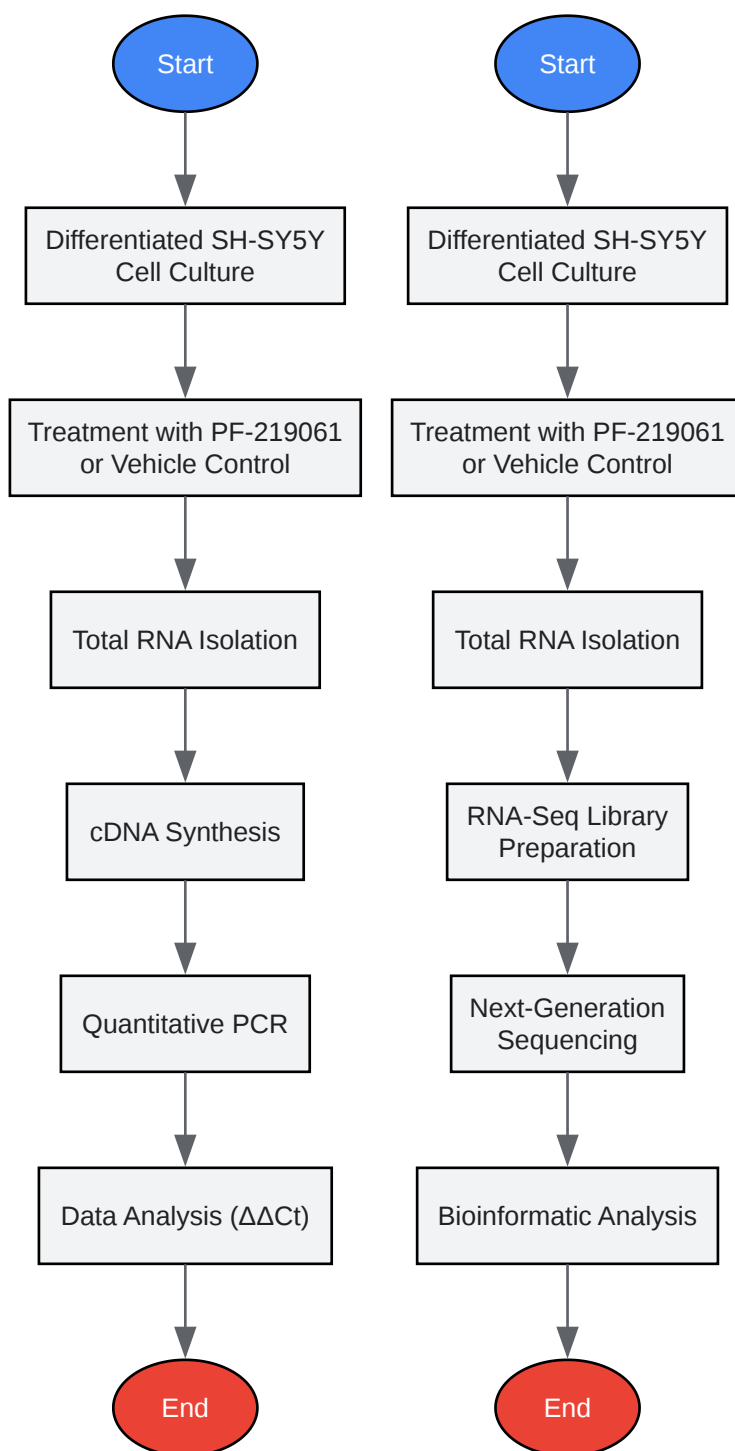 Start
Differentiated SH-SY5Y
Cell Culture
Treatment with PF-219061
or Vehicle Control
Total RNA Isolation
cDNA Synthesis
Quantitative PCR
Data Analysis (ΔΔCt)
End
Start
Differentiated SH-SY5Y
Cell Culture
Treatment with PF-219061
or Vehicle Control
Total RNA Isolation
RNA-Seq Library
Preparation
Next-Generation
Sequencing
Bioinformatic Analysis
End